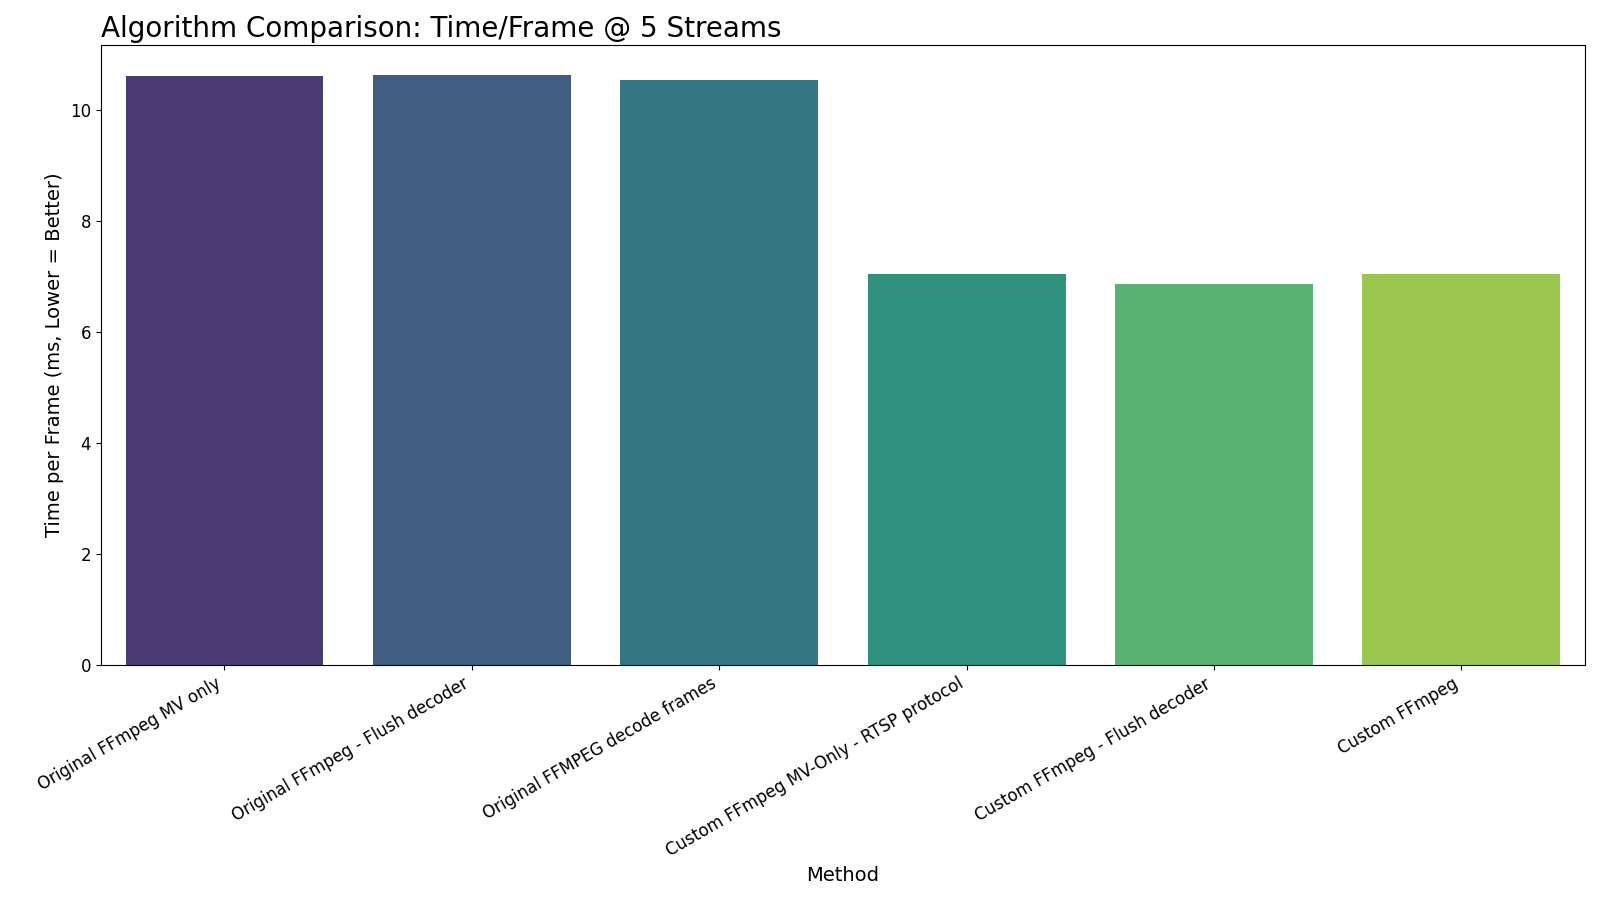 Algorithm Comparison: Time/Frame @ 5 Streams
Time per Frame (ms, Lower = Better)
10
8
6
4
2
0
Original FFmpeg MV only
Original FFmpeg - Flush decoder
Original FFMPEG decode frames
Custom FFmpeg MV-Only - RTSP protocol
Custom FFmpeg - Flush decoder
Custom FFmpeg
Method